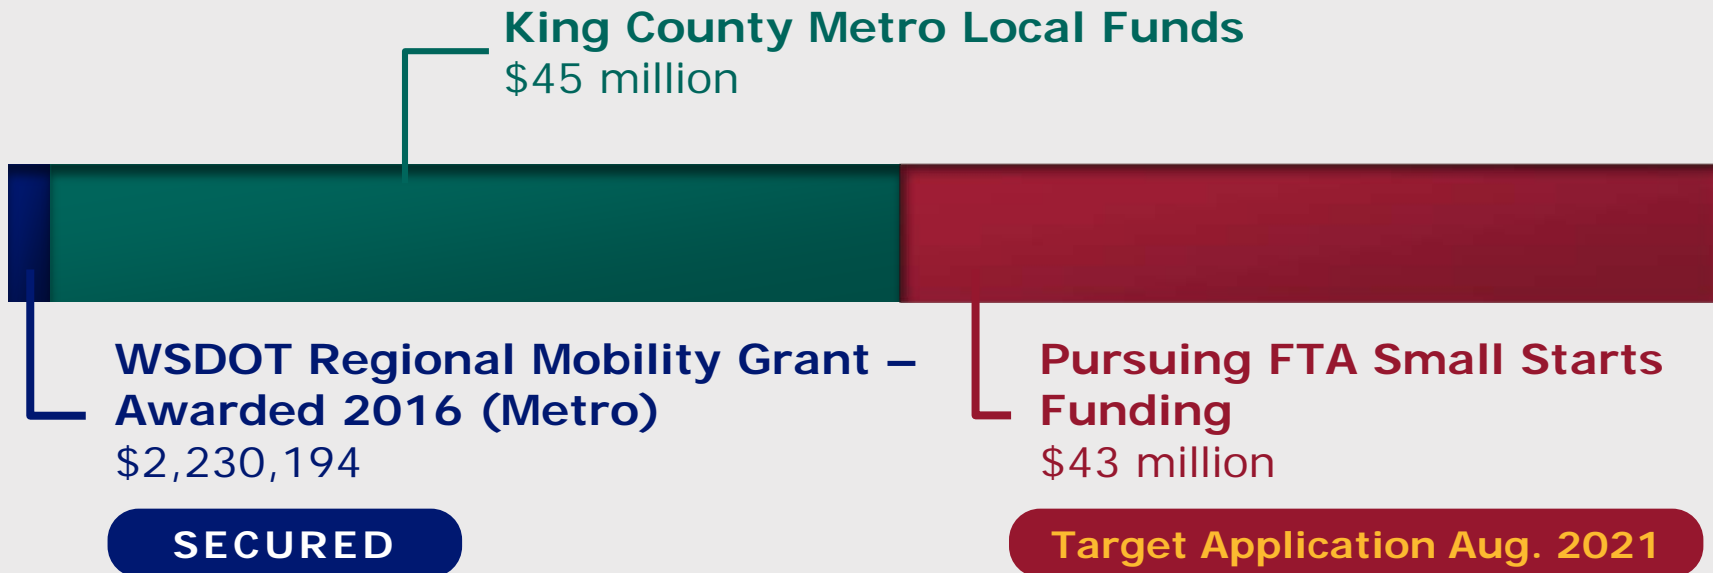 King County Metro Local Funds
$45 million
WSDOT Regional Mobility Grant –
Awarded 2016 (Metro)
$2,230,194
SECURED
Pursuing FTA Small Starts
Funding
$43 million
Target Application Aug. 2021